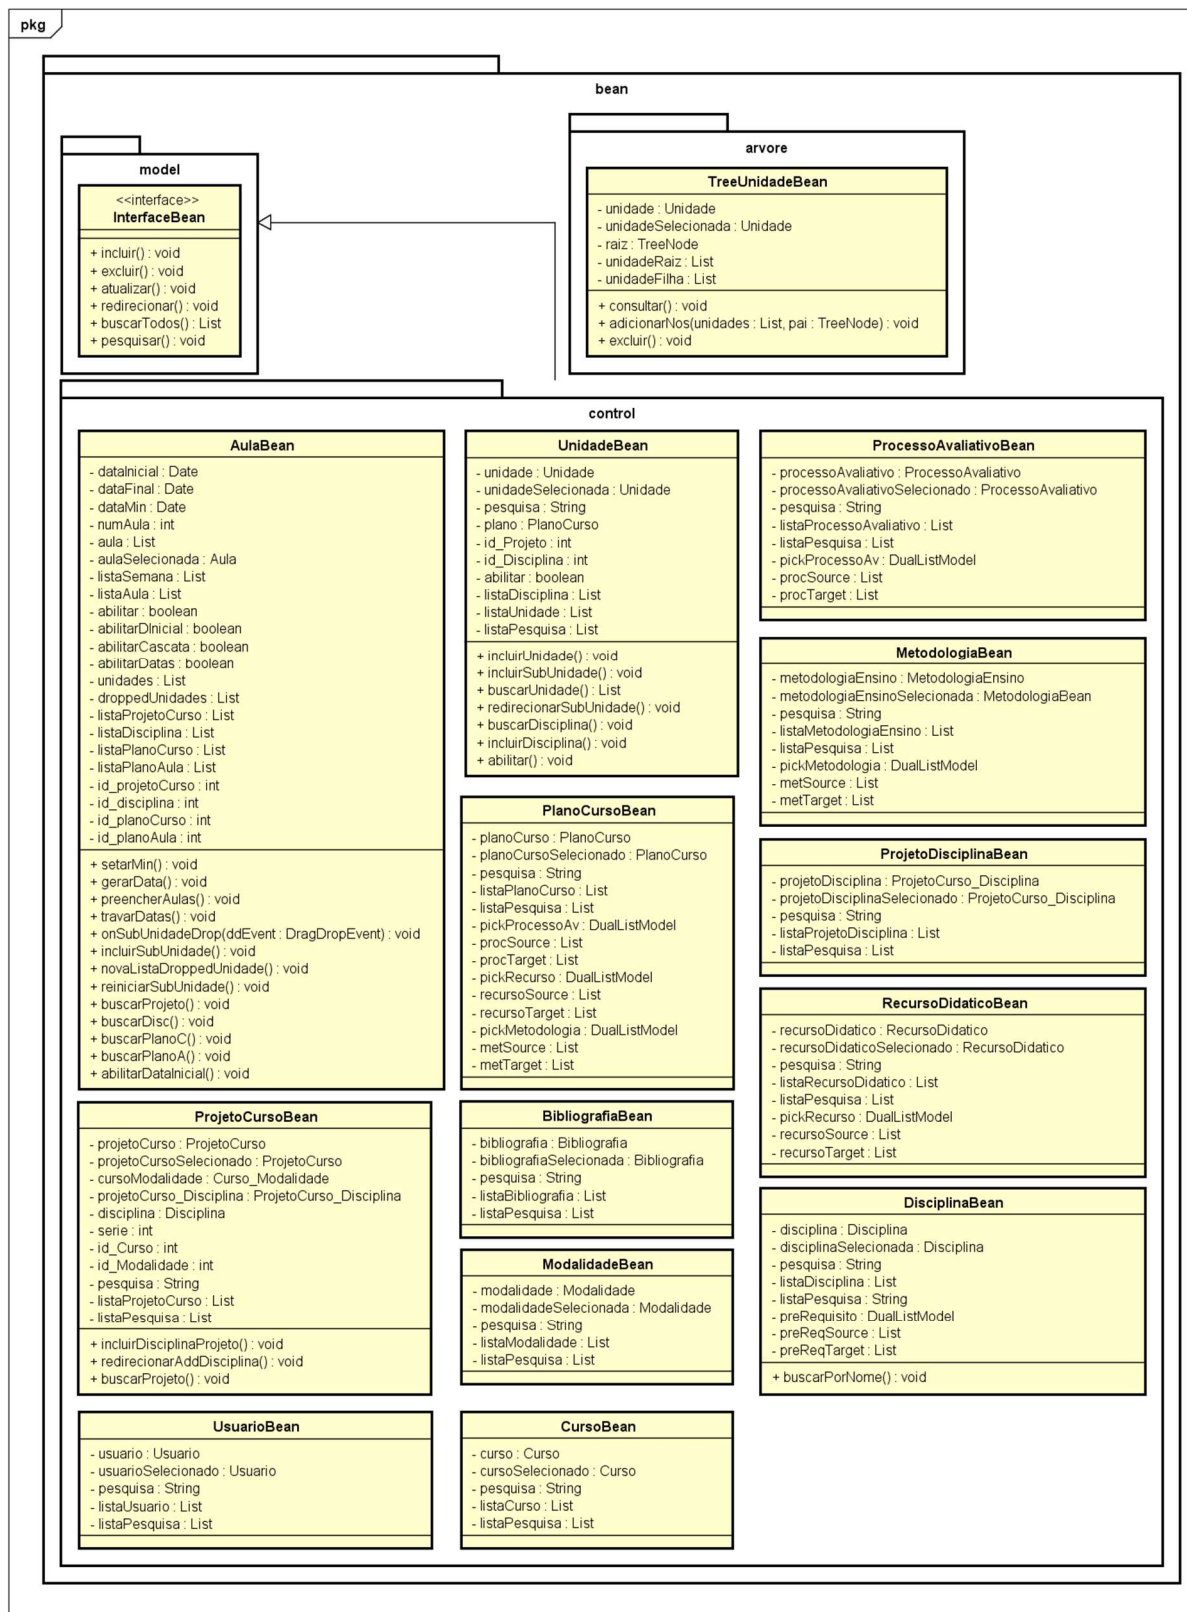 pkg
bean
model
<<interface>>
InterfaceBean
+ incluir() : void
+ excluir() : void
+ atualizar() : void
+ redirecionar() : void
+ buscarTodos() : List
+ pesquisar() : void
arvore
TreeUnidadeBean
- unidade : Unidade
- unidadeSelecionada : Unidade
- raiz : TreeNode
- unidadeRaiz : List
- unidadeFilha : List
+ consultar() : void
+ adicionarNos(unidades : List, pai : TreeNode) : void
+ excluir() : void
control
AulaBean
- dataInicial : Date
- dataFinal : Date
- dataMin : Date
- numAula : int
- aula : List
- aulaSelecionada : Aula
- listaSemana : List
- listaAula : List
- abilitar : boolean
- abilitarDInicial : boolean
- abilitarCascata : boolean
- abilitarDatas : boolean
- unidades : List
- droppedUnidades : List
- listaProjetoCurso : List
- listaDisciplina : List
- listaPlanoCurso : List
- listaPlanoAula : List
- id_projetoCurso : int
- id_disciplina : int
- id_planoCurso : int
- id_planoAula : int
+ setarMin() : void
+ gerarData() : void
+ preencherAulas() : void
+ travarDatas() : void
+ onSubUnidadeDrop(ddEvent : DragDropEvent) : void
+ incluirSubUnidade() : void
+ novaListaDroppedUnidade() : void
+ reiniciarSubUnidade() : void
+ buscarProjeto() : void
+ buscarDisc() : void
+ buscarPlanoC() : void
+ buscarPlanoA() : void
+ abilitarDataInicial() : void
ProjetoCursoBean
- projetoCurso : ProjetoCurso
- projetoCursoSelecionado : ProjetoCurso
- cursoModalidade : Curso_Modalidade
- projetoCurso_Disciplina : ProjetoCurso_Disciplina
- disciplina : Disciplina
- serie : int
- id_Curso : int
- id_Modalidade : int
- pesquisa : String
- listaProjetoCurso : List
- listaPesquisa : List
+ incluirDisciplinaProjeto() : void
+ redirecionarAddDisciplina() : void
+ buscarProjeto() : void
UsuarioBean
- usuario : Usuario
- usuarioSelecionado : Usuario
- pesquisa : String
- listaUsuario : List
- listaPesquisa : List
UnidadeBean
- unidade : Unidade
- unidadeSelecionada : Unidade
- pesquisa : String
- plano : PlanoCurso
- id_Projeto : int
- id_Disciplina : int
- abilitar : boolean
- listaDisciplina : List
- listaUnidade : List
- listaPesquisa : List
+ incluirUnidade() : void
+ incluirSubUnidade() : void
+ buscarUnidade() : List
+ redirecionarSubUnidade() : void
+ buscarDisciplina() : void
+ incluirDisciplina() : void
+ abilitar() : void
PlanoCursoBean
- planoCurso : PlanoCurso
- planoCursoSelecionado : PlanoCurso
- pesquisa : String
- listaPlanoCurso : List
- listaPesquisa : List
- pickProcessoAv : DualListModel
- procSource : List
- procTarget : List
- pickRecurso : DualListModel
- recursoSource : List
- recursoTarget : List
- pickMetodologia : DualListModel
- metSource : List
- metTarget : List
BibliografiaBean
- bibliografia : Bibliografia
- bibliografiaSelecionada : Bibliografia
- pesquisa : String
- listaBibliografia : List
- listaPesquisa : List
ModalidadeBean
- modalidade : Modalidade
- modalidadeSelecionada : Modalidade
- pesquisa : String
- listaModalidade : List
- listaPesquisa : List
CursoBean
- curso : Curso
- cursoSelecionado : Curso
- pesquisa : String
- listaCurso : List
- listaPesquisa : List
ProcessoAvaliativoBean
- processoAvaliativo : ProcessoAvaliativo
- processoAvaliativoSelecionado : ProcessoAvaliativo
- pesquisa : String
- listaProcessoAvaliativo : List
- listaPesquisa : List
- pickProcessoAv : DualListModel
- procSource : List
- procTarget : List
MetodologiaBean
- metodologiaEnsino : MetodologiaEnsino
- metodologiaEnsinoSelecionada : MetodologiaBean
- pesquisa : String
- listaMetodologiaEnsino : List
- listaPesquisa : List
- pickMetodologia : DualListModel
- metSource : List
- metTarget : List
ProjetoDisciplinaBean
- projetoDisciplina : ProjetoCurso_Disciplina
- projetoDisciplinaSelecionado : ProjetoCurso_Disciplina
- pesquisa : String
- listaProjetoDisciplina : List
- listaPesquisa : List
RecursoDidaticoBean
- recursoDidatico : RecursoDidatico
- recursoDidaticoSelecionado : RecursoDidatico
- pesquisa : String
- listaRecursoDidatico : List
- listaPesquisa : List
- pickRecurso : DualListModel
- recursoSource : List
- recursoTarget : List
DisciplinaBean
- disciplina : Disciplina
- disciplinaSelecionada : Disciplina
- pesquisa : String
- listaDisciplina : List
- listaPesquisa : String
- preRequisito : DualListModel
- preReqSource : List
- preReqTarget : List
+ buscarPorNome() : void